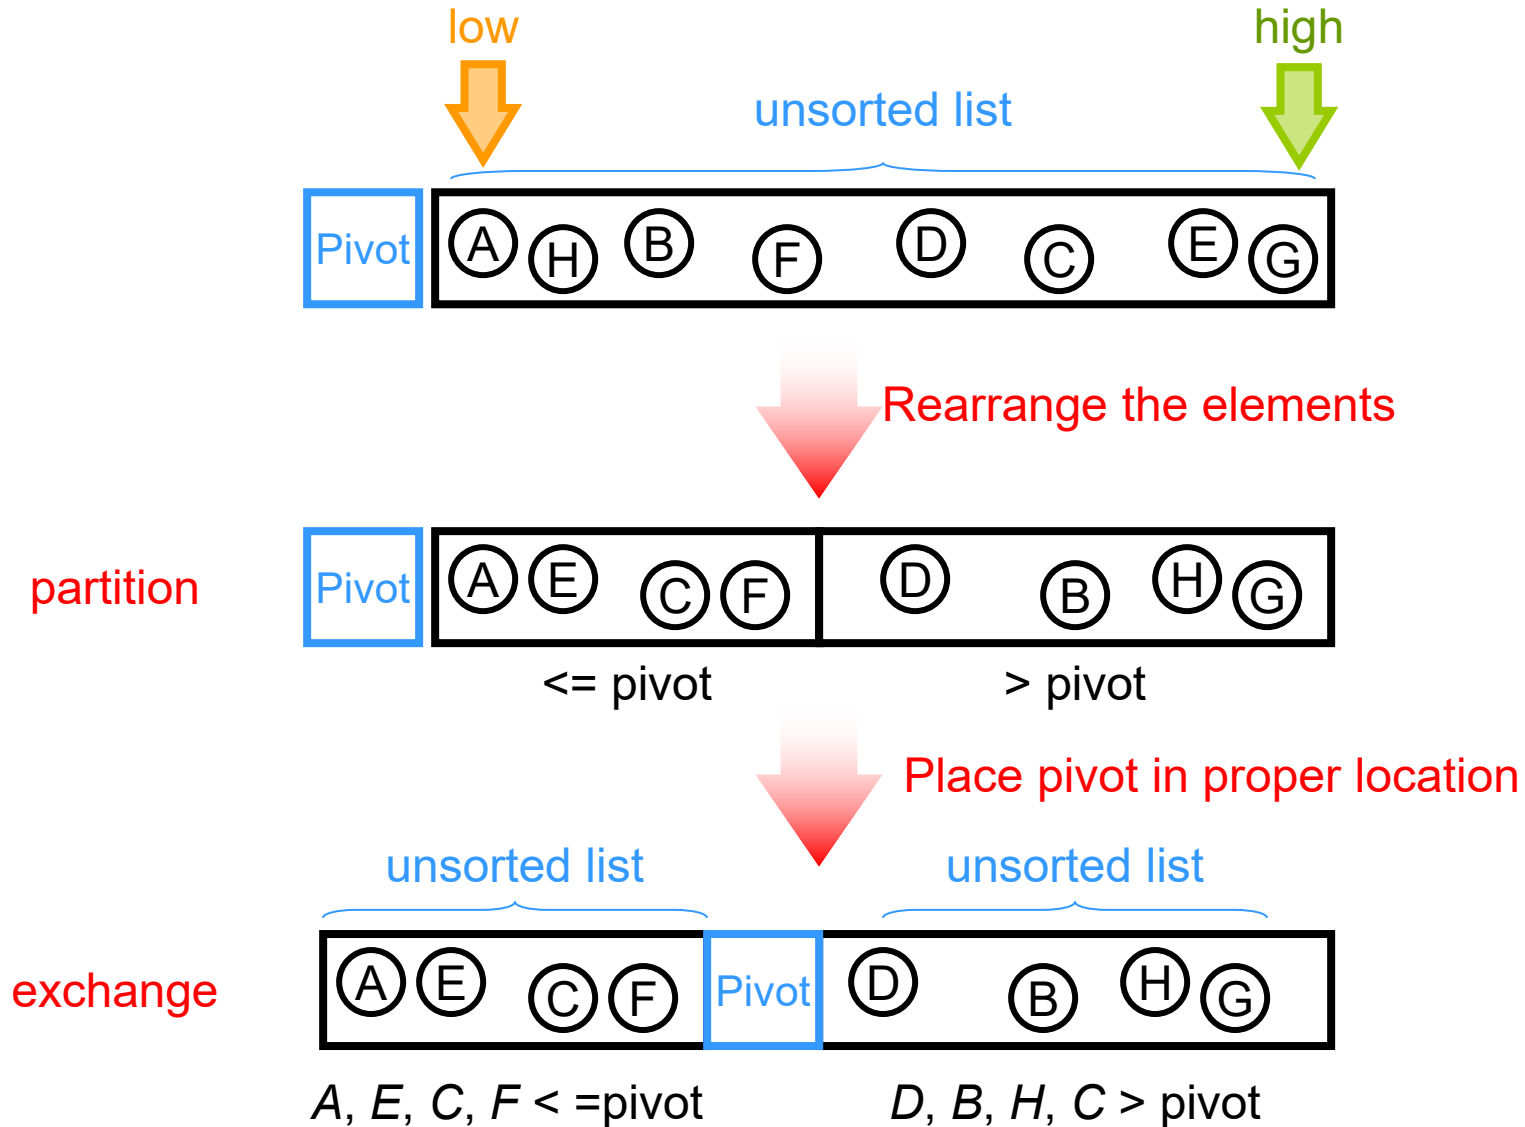 low
high
unsorted list
Pivot A H B F D C E G
Rearrange the elements
partition
Pivot A E C F D B H G
<= pivot > pivot
Place pivot in proper location
unsorted list unsorted list
exchange
A E C F Pivot D B H G
A, E, C, F < =pivot D, B, H, C > pivot